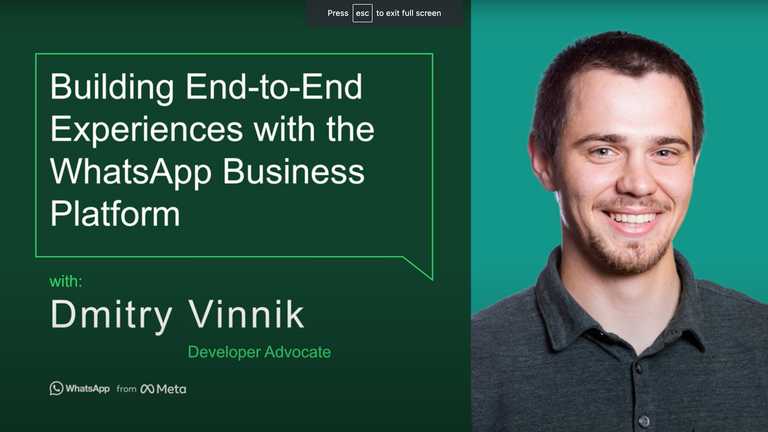 Press esc to exit full screen
Building End-to-End
Experiences with the
WhatsApp Business
Platform
with:
Dmitry Vinnik
Developer Advocate
WhatsApp from Meta